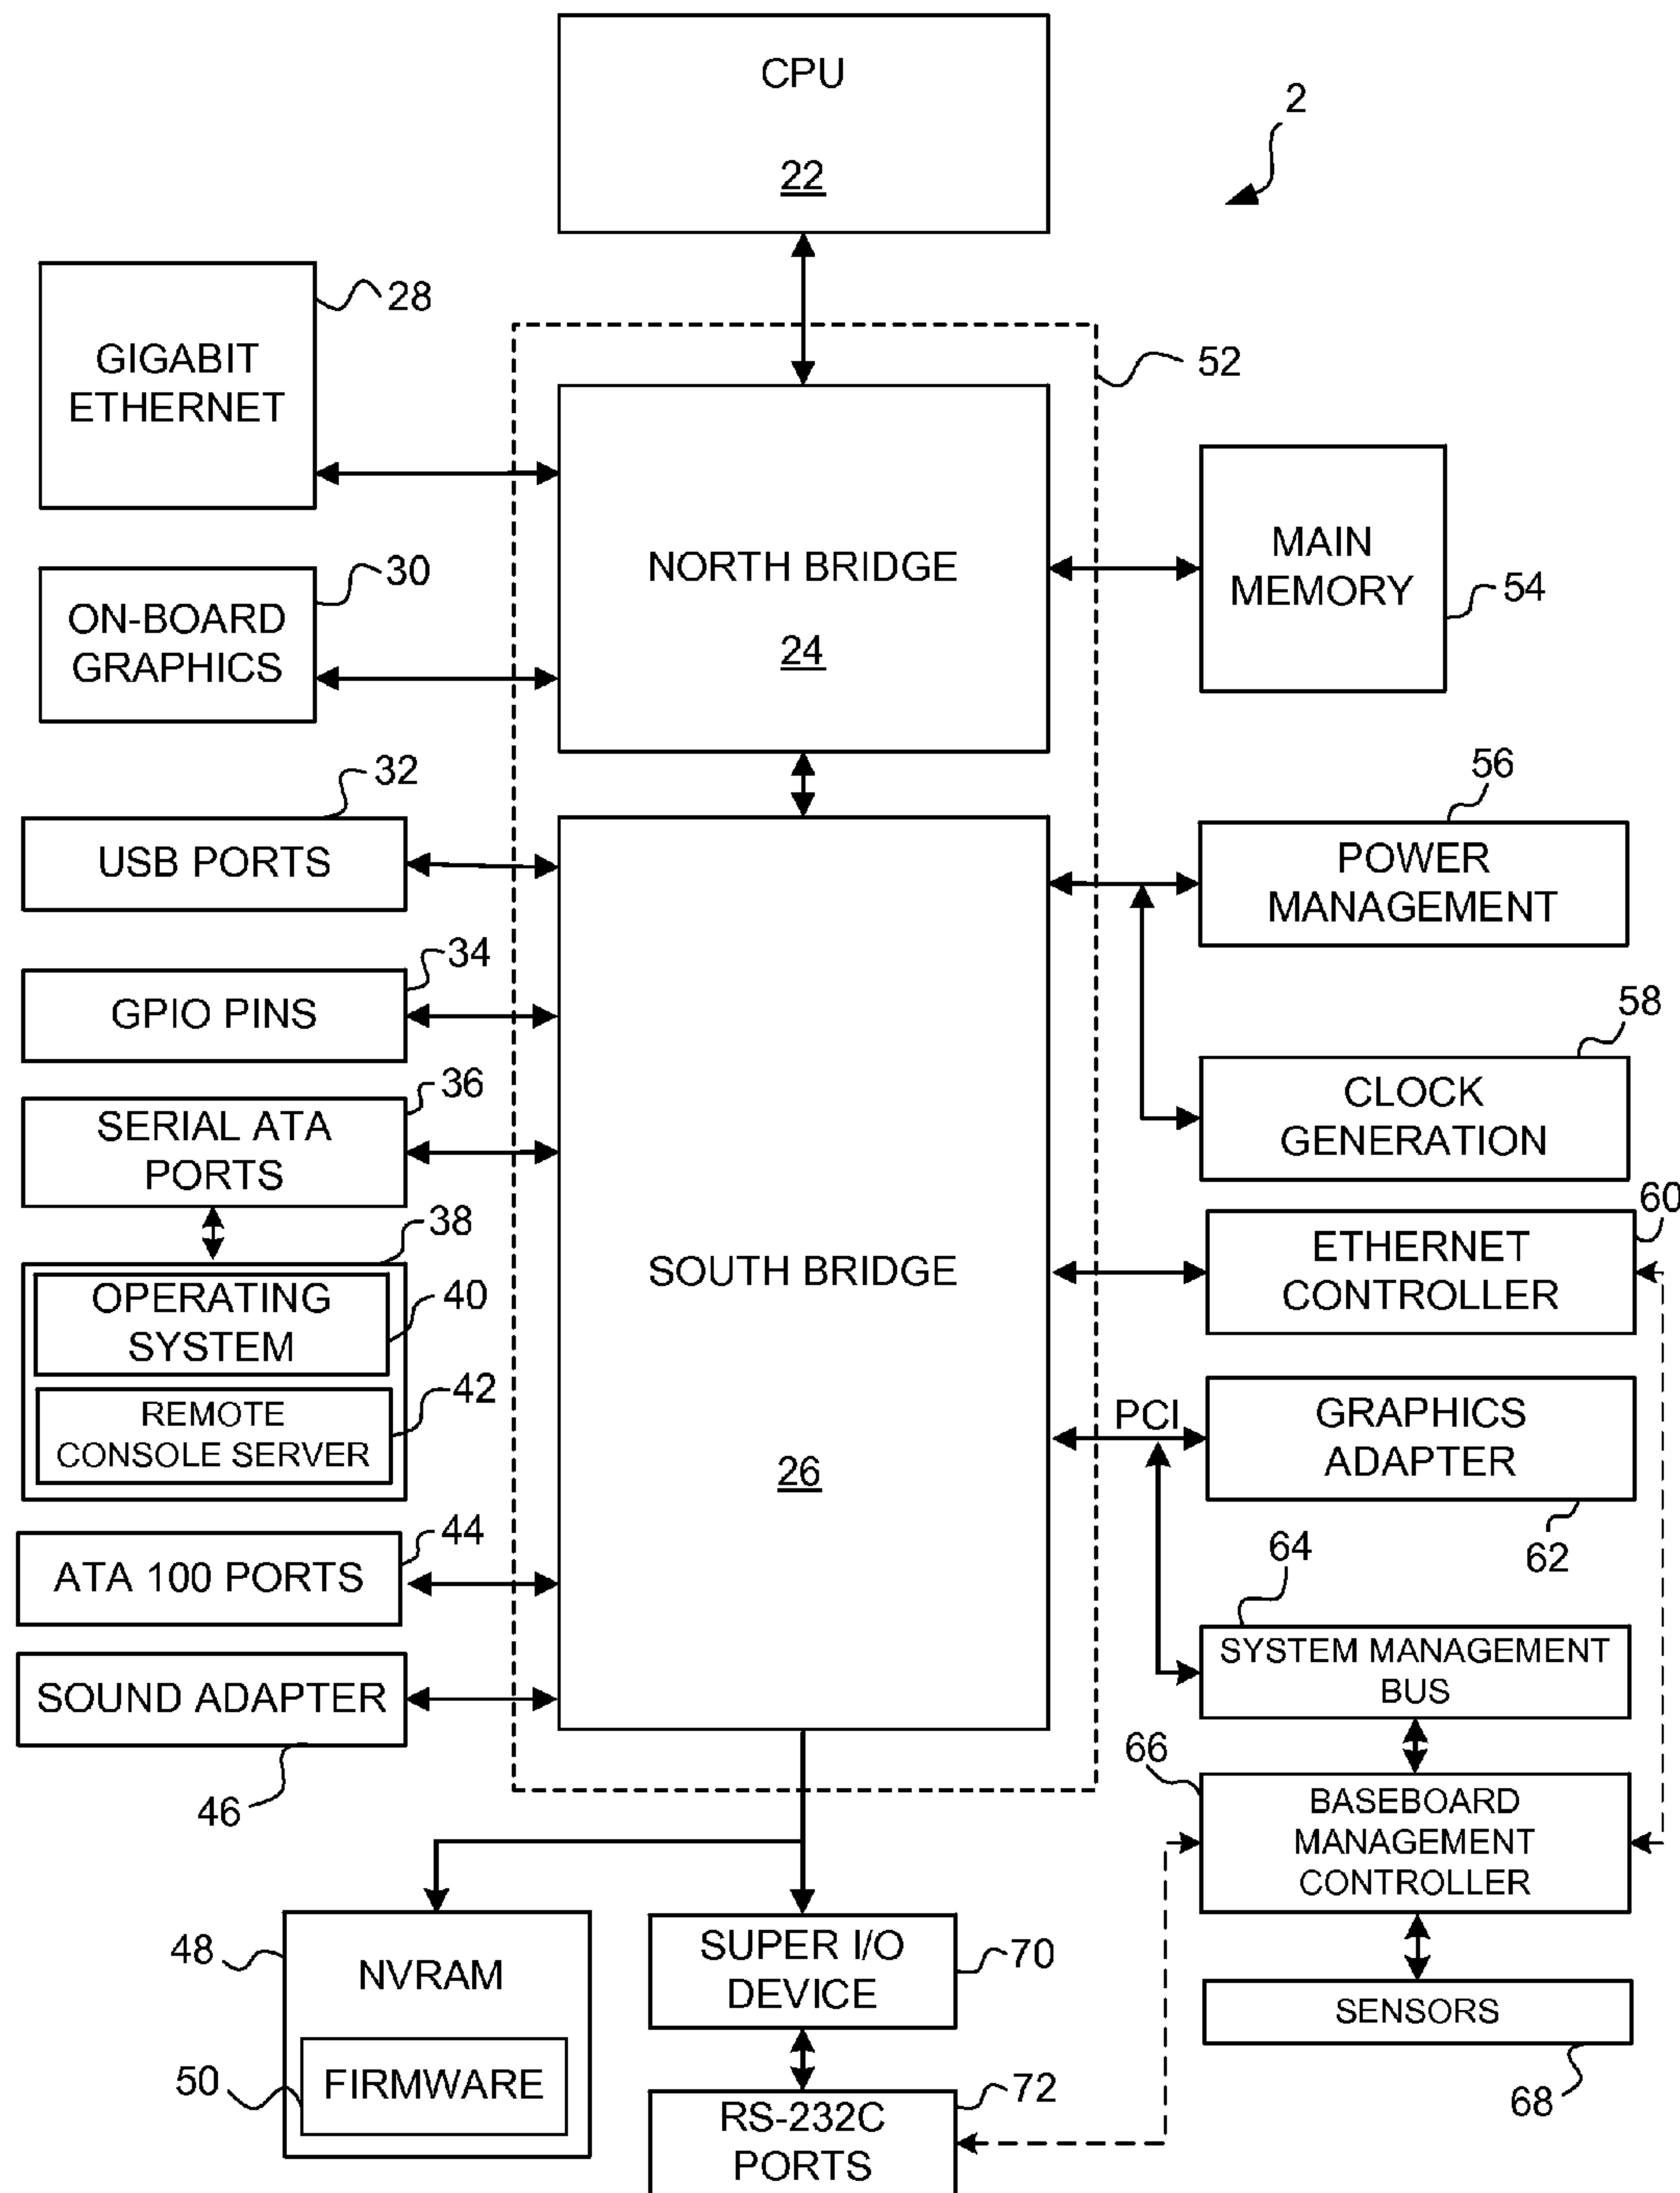 CPU
22
2
GIGABIT
ETHERNET
28
52
NORTH BRIDGE
24
MAIN
MEMORY
54
ON-BOARD
GRAPHICS
30
USB PORTS
32
POWER
MANAGEMENT
56
GPIO PINS
34
CLOCK
GENERATION
58
SERIAL ATA
PORTS
36
SOUTH BRIDGE
26
ETHERNET
CONTROLLER
60
38
OPERATING
SYSTEM
40
REMOTE
CONSOLE SERVER
42
PCI
GRAPHICS
ADAPTER
62
ATA 100 PORTS
44
64
SYSTEM MANAGEMENT
BUS
SOUND ADAPTER
46
66
BASEBOARD
MANAGEMENT
CONTROLLER
48
NVRAM
50
FIRMWARE
SUPER I/O
DEVICE
70
SENSORS
68
RS-232C
PORTS
72